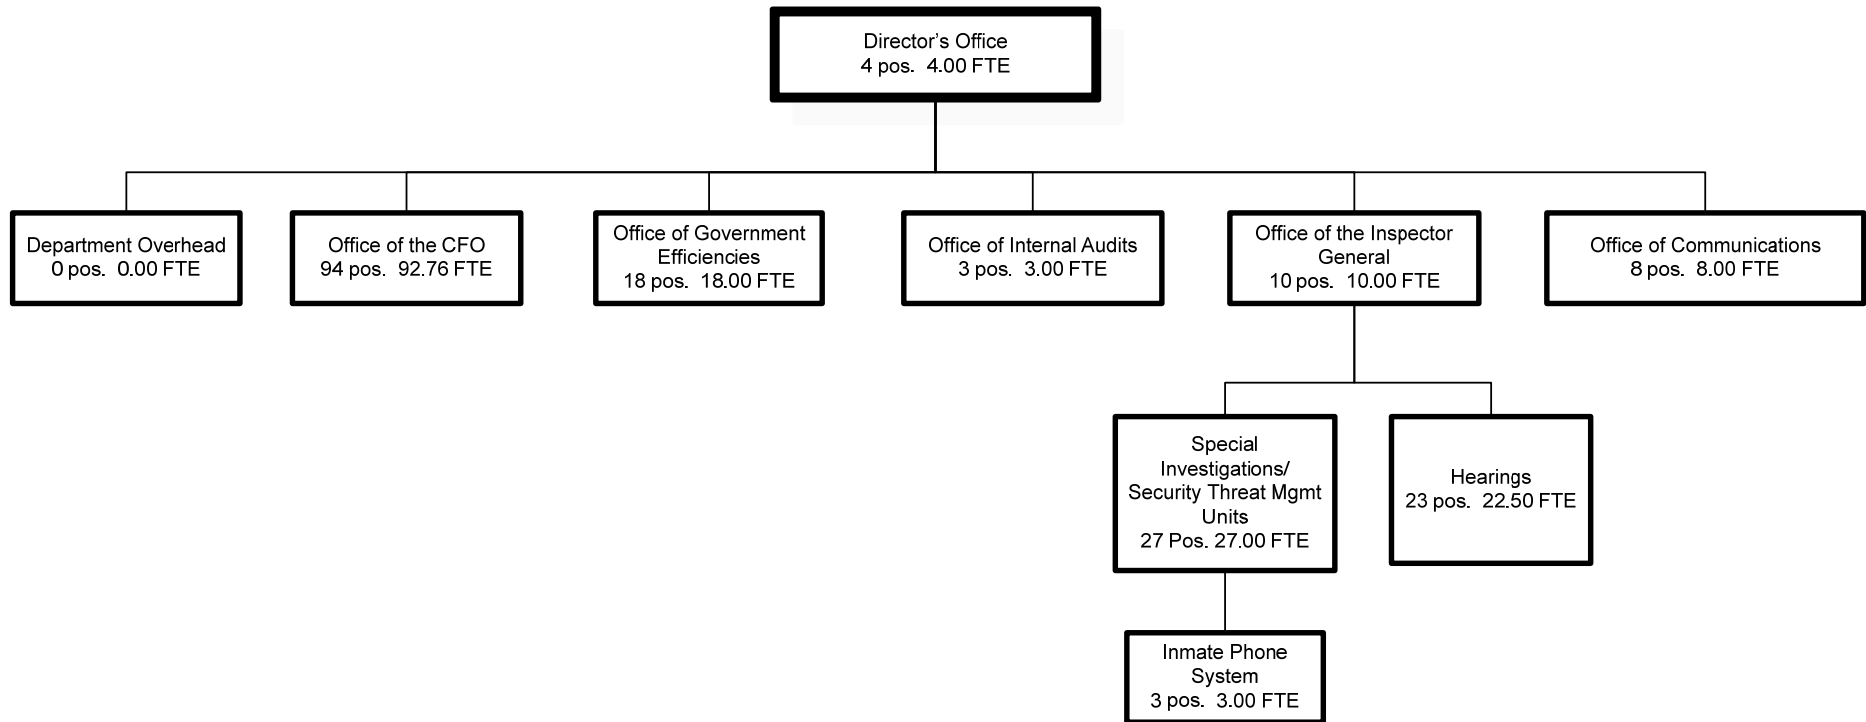 Director's Office
4 pos.  4.00 FTE
Department Overhead
0 pos.  0.00 FTE
Office of the CFO
94 pos.  92.76 FTE
Office of Government
Efficiencies
18 pos.  18.00 FTE
Office of Internal Audits
3 pos.  3.00 FTE
Office of the Inspector
General
10 pos.  10.00 FTE
Office of Communications
8 pos.  8.00 FTE
Special
Investigations/
Security Threat Mgmt
Units
27 Pos. 27.00 FTE
Hearings
23 pos.  22.50 FTE
Inmate Phone
System
3 pos.  3.00 FTE